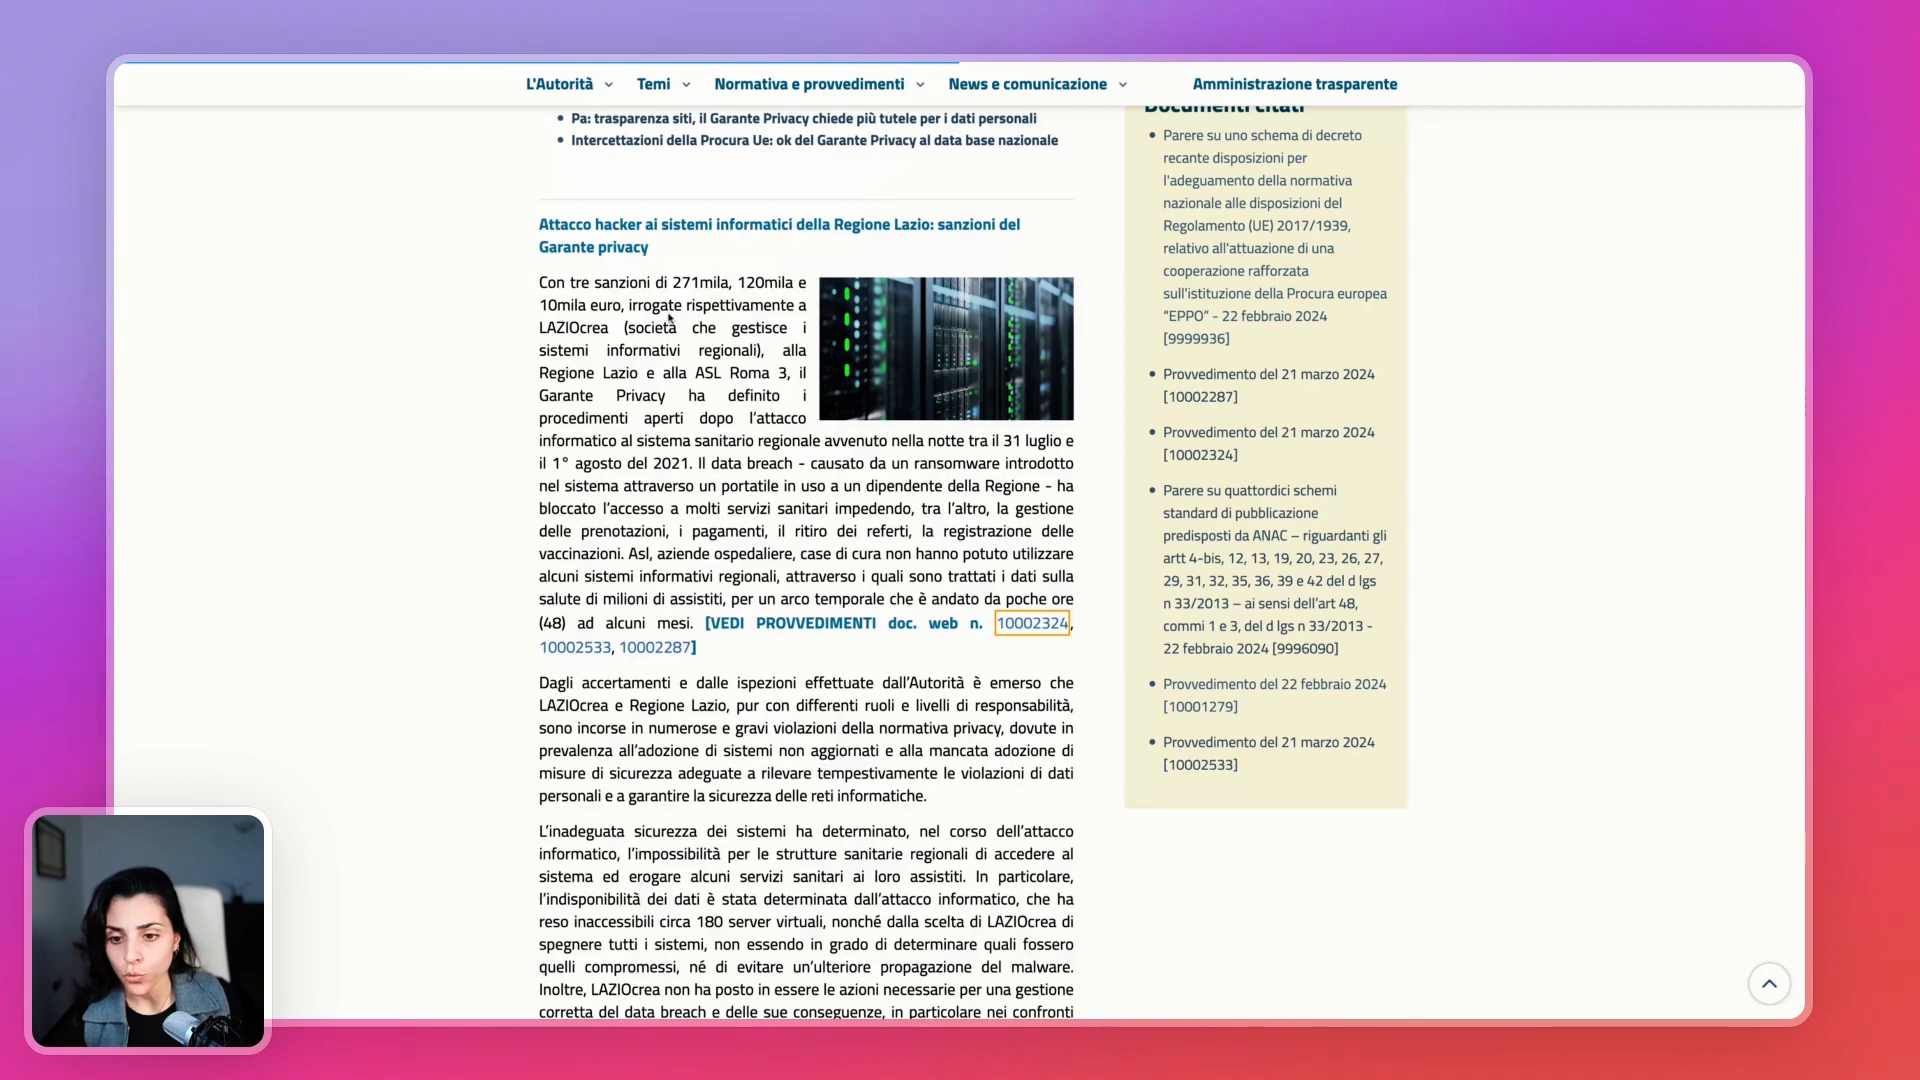 L'Autorità
Temi
Normativa e provvedimenti
News e comunicazione
Amministrazione trasparente
• Pa: trasparenza siti, il Garante Privacy chiede più tutele per i dati personali
• Intercettazioni della Procura Ue: ok del Garante Privacy al data base nazionale
Attacco hacker ai sistemi informatici della Regione Lazio: sanzioni del
Garante privacy
Con tre sanzioni di 271mila, 120mila e
10mila euro, irrogate rispettivamente a
LAZIOcrea (società che gestisce i
sistemi informativi regionali), alla
Regione Lazio e alla ASL Roma 3, il
Garante Privacy ha definito i
procedimenti aperti dopo l’attacco
informatico al sistema sanitario regionale avvenuto nella notte tra il 31 luglio e
il 1° agosto del 2021. Il data breach - causato da un ransomware introdotto
nel sistema attraverso un portatile in uso a un dipendente della Regione - ha
bloccato l’accesso a molti servizi sanitari impedendo, tra l’altro, la gestione
delle prenotazioni, i pagamenti, il ritiro dei referti, la registrazione delle
vaccinazioni. Asl, aziende ospedaliere, case di cura non hanno potuto utilizzare
alcuni sistemi informativi regionali, attraverso i quali sono trattati i dati sulla
salute di milioni di assistiti, per un arco temporale che è andato da poche ore
(48) ad alcuni mesi. [VEDI PROVVEDIMENTI doc. web n. 10002324,
10002533, 10002287]
Dagli accertamenti e dalle ispezioni effettuate dall’Autorità è emerso che
LAZIOcrea e Regione Lazio, pur con differenti ruoli e livelli di responsabilità,
sono incorse in numerose e gravi violazioni della normativa privacy, dovute in
prevalenza all’adozione di sistemi non aggiornati e alla mancata adozione di
misure di sicurezza adeguate a rilevare tempestivamente le violazioni di dati
personali e a garantire la sicurezza delle reti informatiche.
L’inadeguata sicurezza dei sistemi ha determinato, nel corso dell’attacco
informatico, l’impossibilità per le strutture sanitarie regionali di accedere al
sistema ed erogare alcuni servizi sanitari ai loro assistiti. In particolare,
l’indisponibilità dei dati è stata determinata dall’attacco informatico, che ha
reso inaccessibili circa 180 server virtuali, nonché dalla scelta di LAZIOcrea di
spegnere tutti i sistemi, non essendo in grado di determinare quali fossero
quelli compromessi, né di evitare un’ulteriore propagazione del malware.
Inoltre, LAZIOcrea non ha posto in essere le azioni necessarie per una gestione
corretta del data breach e delle sue conseguenze, in particolare nei confronti
Documenti citati
• Parere su uno schema di decreto
recante disposizioni per
l'adeguamento della normativa
nazionale alle disposizioni del
Regolamento (UE) 2017/1939,
relativo all'attuazione di una
cooperazione rafforzata
sull'istituzione della Procura europea
“EPPO” - 22 febbraio 2024
[9999936]
• Provvedimento del 21 marzo 2024
[10002287]
• Provvedimento del 21 marzo 2024
[10002324]
• Parere su quattordici schemi
standard di pubblicazione
predisposti da ANAC – riguardanti gli
artt 4-bis, 12, 13, 19, 20, 23, 26, 27,
29, 31, 32, 35, 36, 39 e 42 del d lgs
n 33/2013 – ai sensi dell’art 48,
commi 1 e 3, del d lgs n 33/2013 -
22 febbraio 2024 [9996090]
• Provvedimento del 22 febbraio 2024
[10001279]
• Provvedimento del 21 marzo 2024
[10002533]